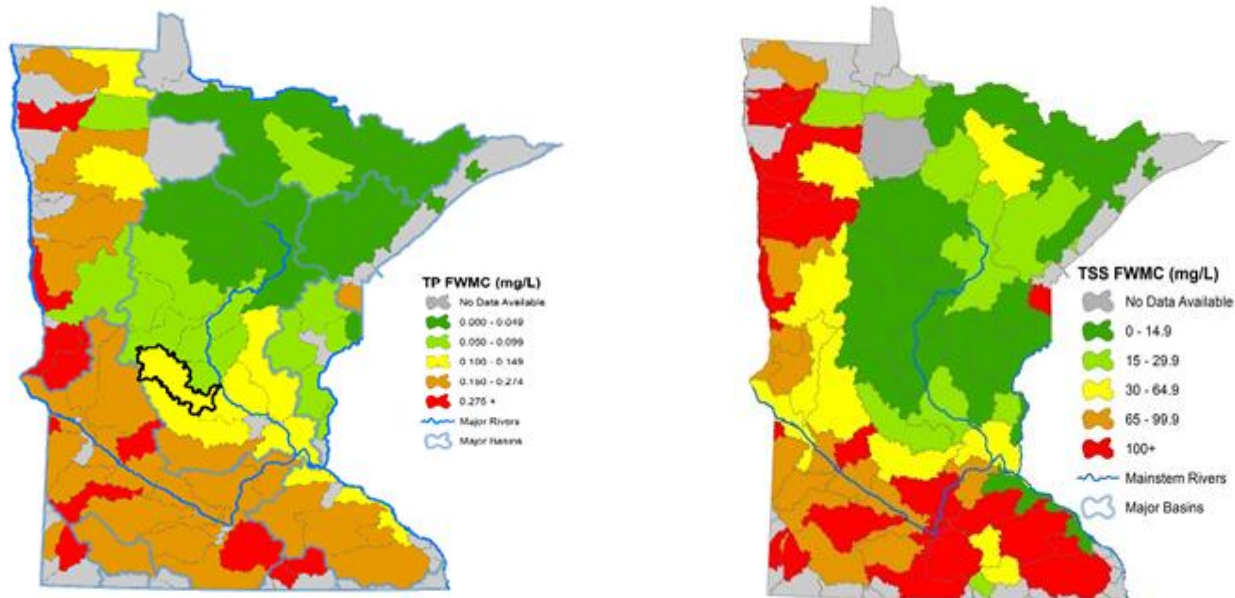 TP FWMC (mg/L)
No Data Available
0.000 - 0.049
0.050 - 0.099
0.100 - 0.149
0.150 - 0.274
0.275 +
Major Rivers
Major Basins
TSS FWMC (mg/L)
No Data Available
0 - 14.9
15 - 29.9
30 - 64.9
65 - 99.9
100+
Mainstem Rivers
Major Basins